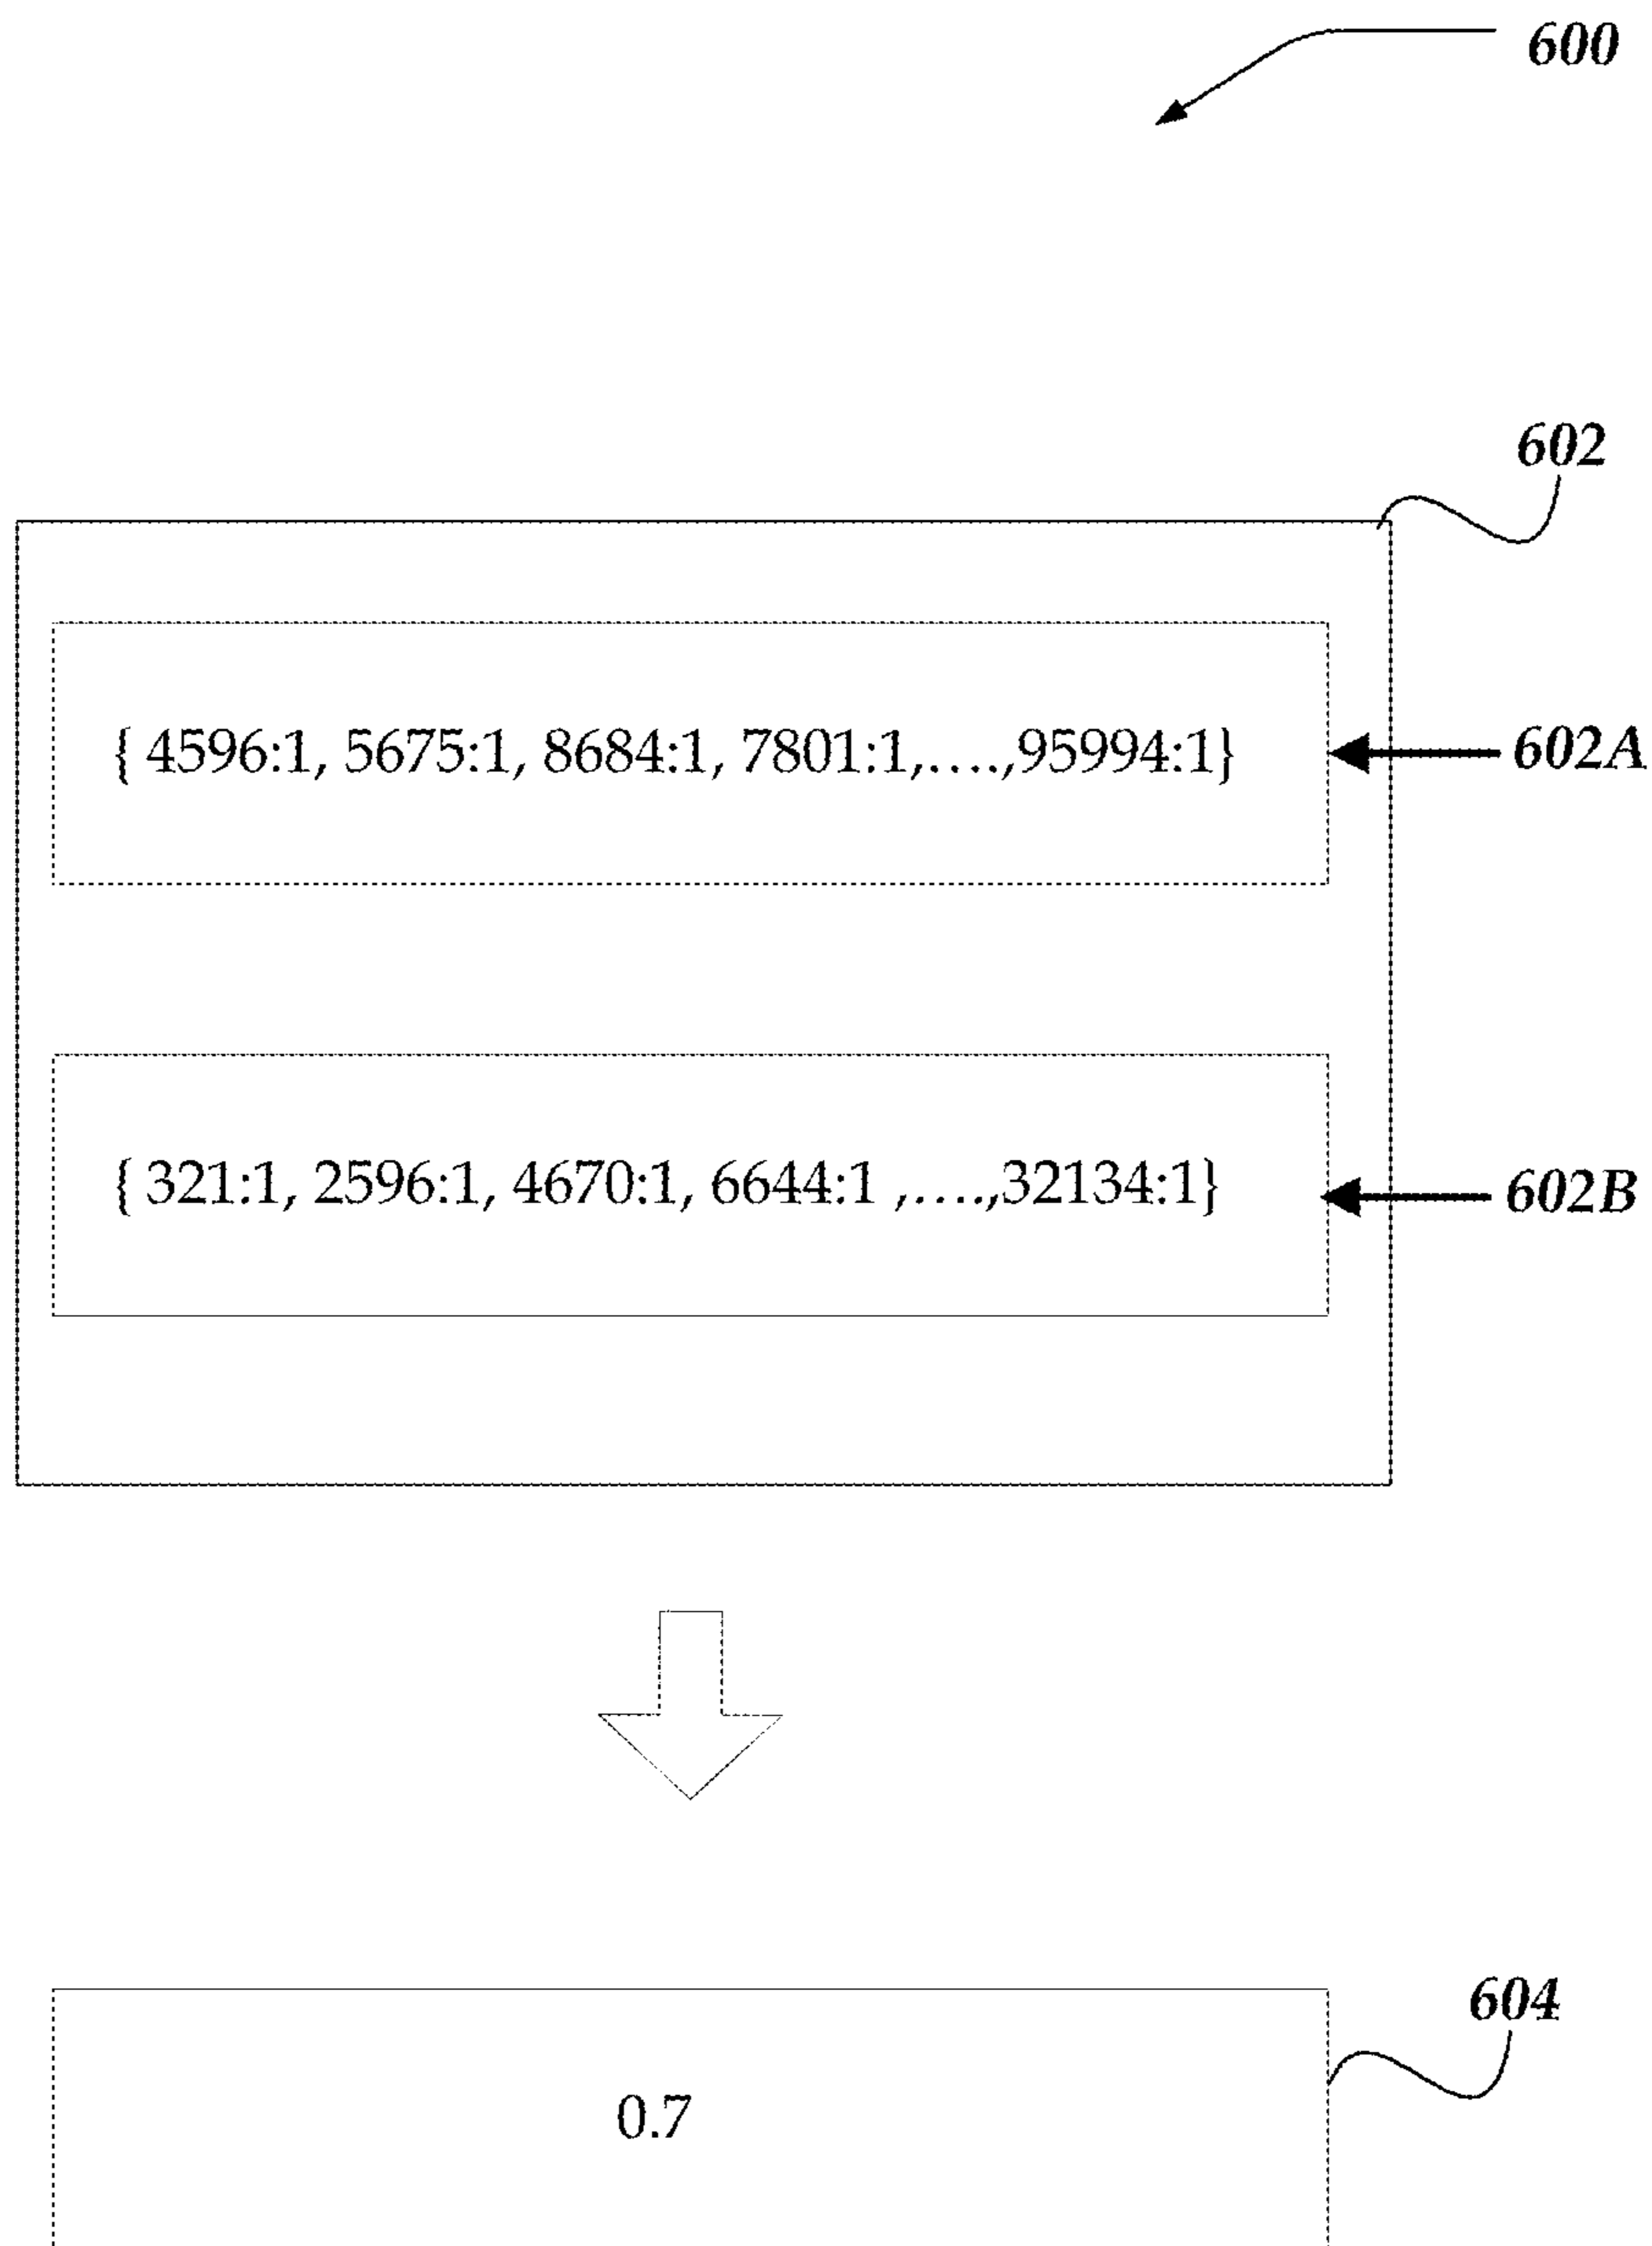 600
602
{ 4596:1, 5675:1, 8684:1, 7801:1,....,95994:1}
602A
{ 321:1, 2596:1, 4670:1, 6644:1 ,....,32134:1}
602B
604
0.7